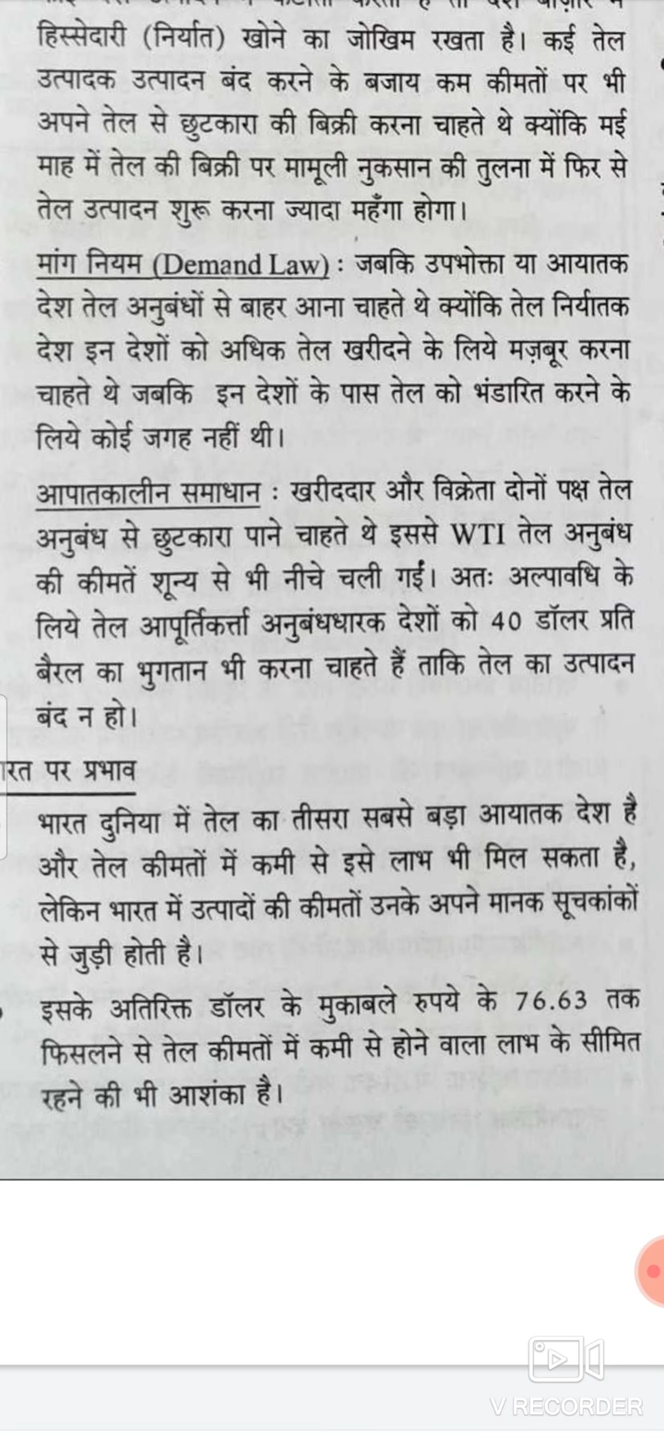 हिस्सेदारी (निर्यात) खोने का जोखिम रखता है। कई तेल
उत्पादक उत्पादन बंद करने के बजाय कम कीमतों पर भी
अपने तेल से छुटकारा की बिक्री करना चाहते थे क्योंकि मई
माह में तेल की बिक्री पर मामूली नुकसान की तुलना में फिर से
तेल उत्पादन शुरू करना ज्यादा महँगा होगा।
मांग नियम (Demand Law) : जबकि उपभोक्ता या आयातक
देश तेल अनुबंधों से बाहर आना चाहते थे क्योंकि तेल निर्यातक
देश इन देशों को अधिक तेल खरीदने के लिये मज़बूर करना
चाहते थे जबकि इन देशों के पास तेल को भंडारित करने के
लिये कोई जगह नहीं थी।
आपातकालीन समाधान : खरीददार और विक्रेता दोनों पक्ष तेल
अनुबंध से छुटकारा पाने चाहते थे इससे WTI तेल अनुबंध
की कीमतें शून्य से भी नीचे चली गईं। अतः अल्पावधि के
लिये तेल आपूर्तिकर्त्ता अनुबंधधारक देशों को 40 डॉलर प्रति
बैरल का भुगतान भी करना चाहते हैं ताकि तेल का उत्पादन
बंद न हो।
रत पर प्रभाव
भारत दुनिया में तेल का तीसरा सबसे बड़ा आयातक देश है
और तेल कीमतों में कमी से इसे लाभ भी मिल सकता है,
लेकिन भारत में उत्पादों की कीमतों उनके अपने मानक सूचकांकों
से जुड़ी होती है।
इसके अतिरिक्त डॉलर के मुकाबले रुपये के 76.63 तक
फिसलने से तेल कीमतों में कमी से होने वाला लाभ के सीमित
रहने की भी आशंका है।
V RECORDER